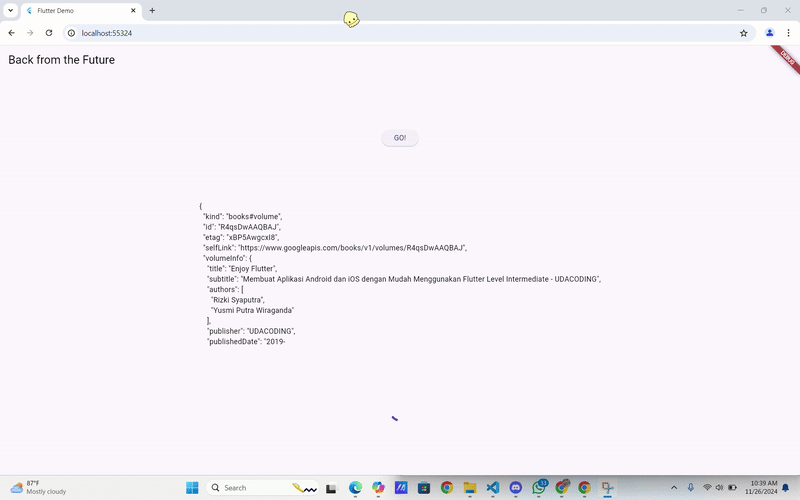 Flutter Demo
localhost:55324
Back from the Future
DEBUG
GO!
{
"kind": "books#volume",
"id": "R4qsDwAAQBAJ",
"etag": "xBP5Awgcxl8",
"selfLink": "https://www.googleapis.com/books/v1/volumes/R4qsDwAAQBAJ",
"volumeInfo": {
"title": "Enjoy Flutter",
"subtitle": "Membuat Aplikasi Android dan iOS dengan Mudah Menggunakan Flutter Level Intermediate - UDACODING",
"authors": [
"Rizki Syaputra",
"Yusmi Putra Wiraganda"
],
"publisher": "UDACODING",
"publishedDate": "2019-
87°F
Mostly cloudy
Search
10:39 AM
11/26/2024